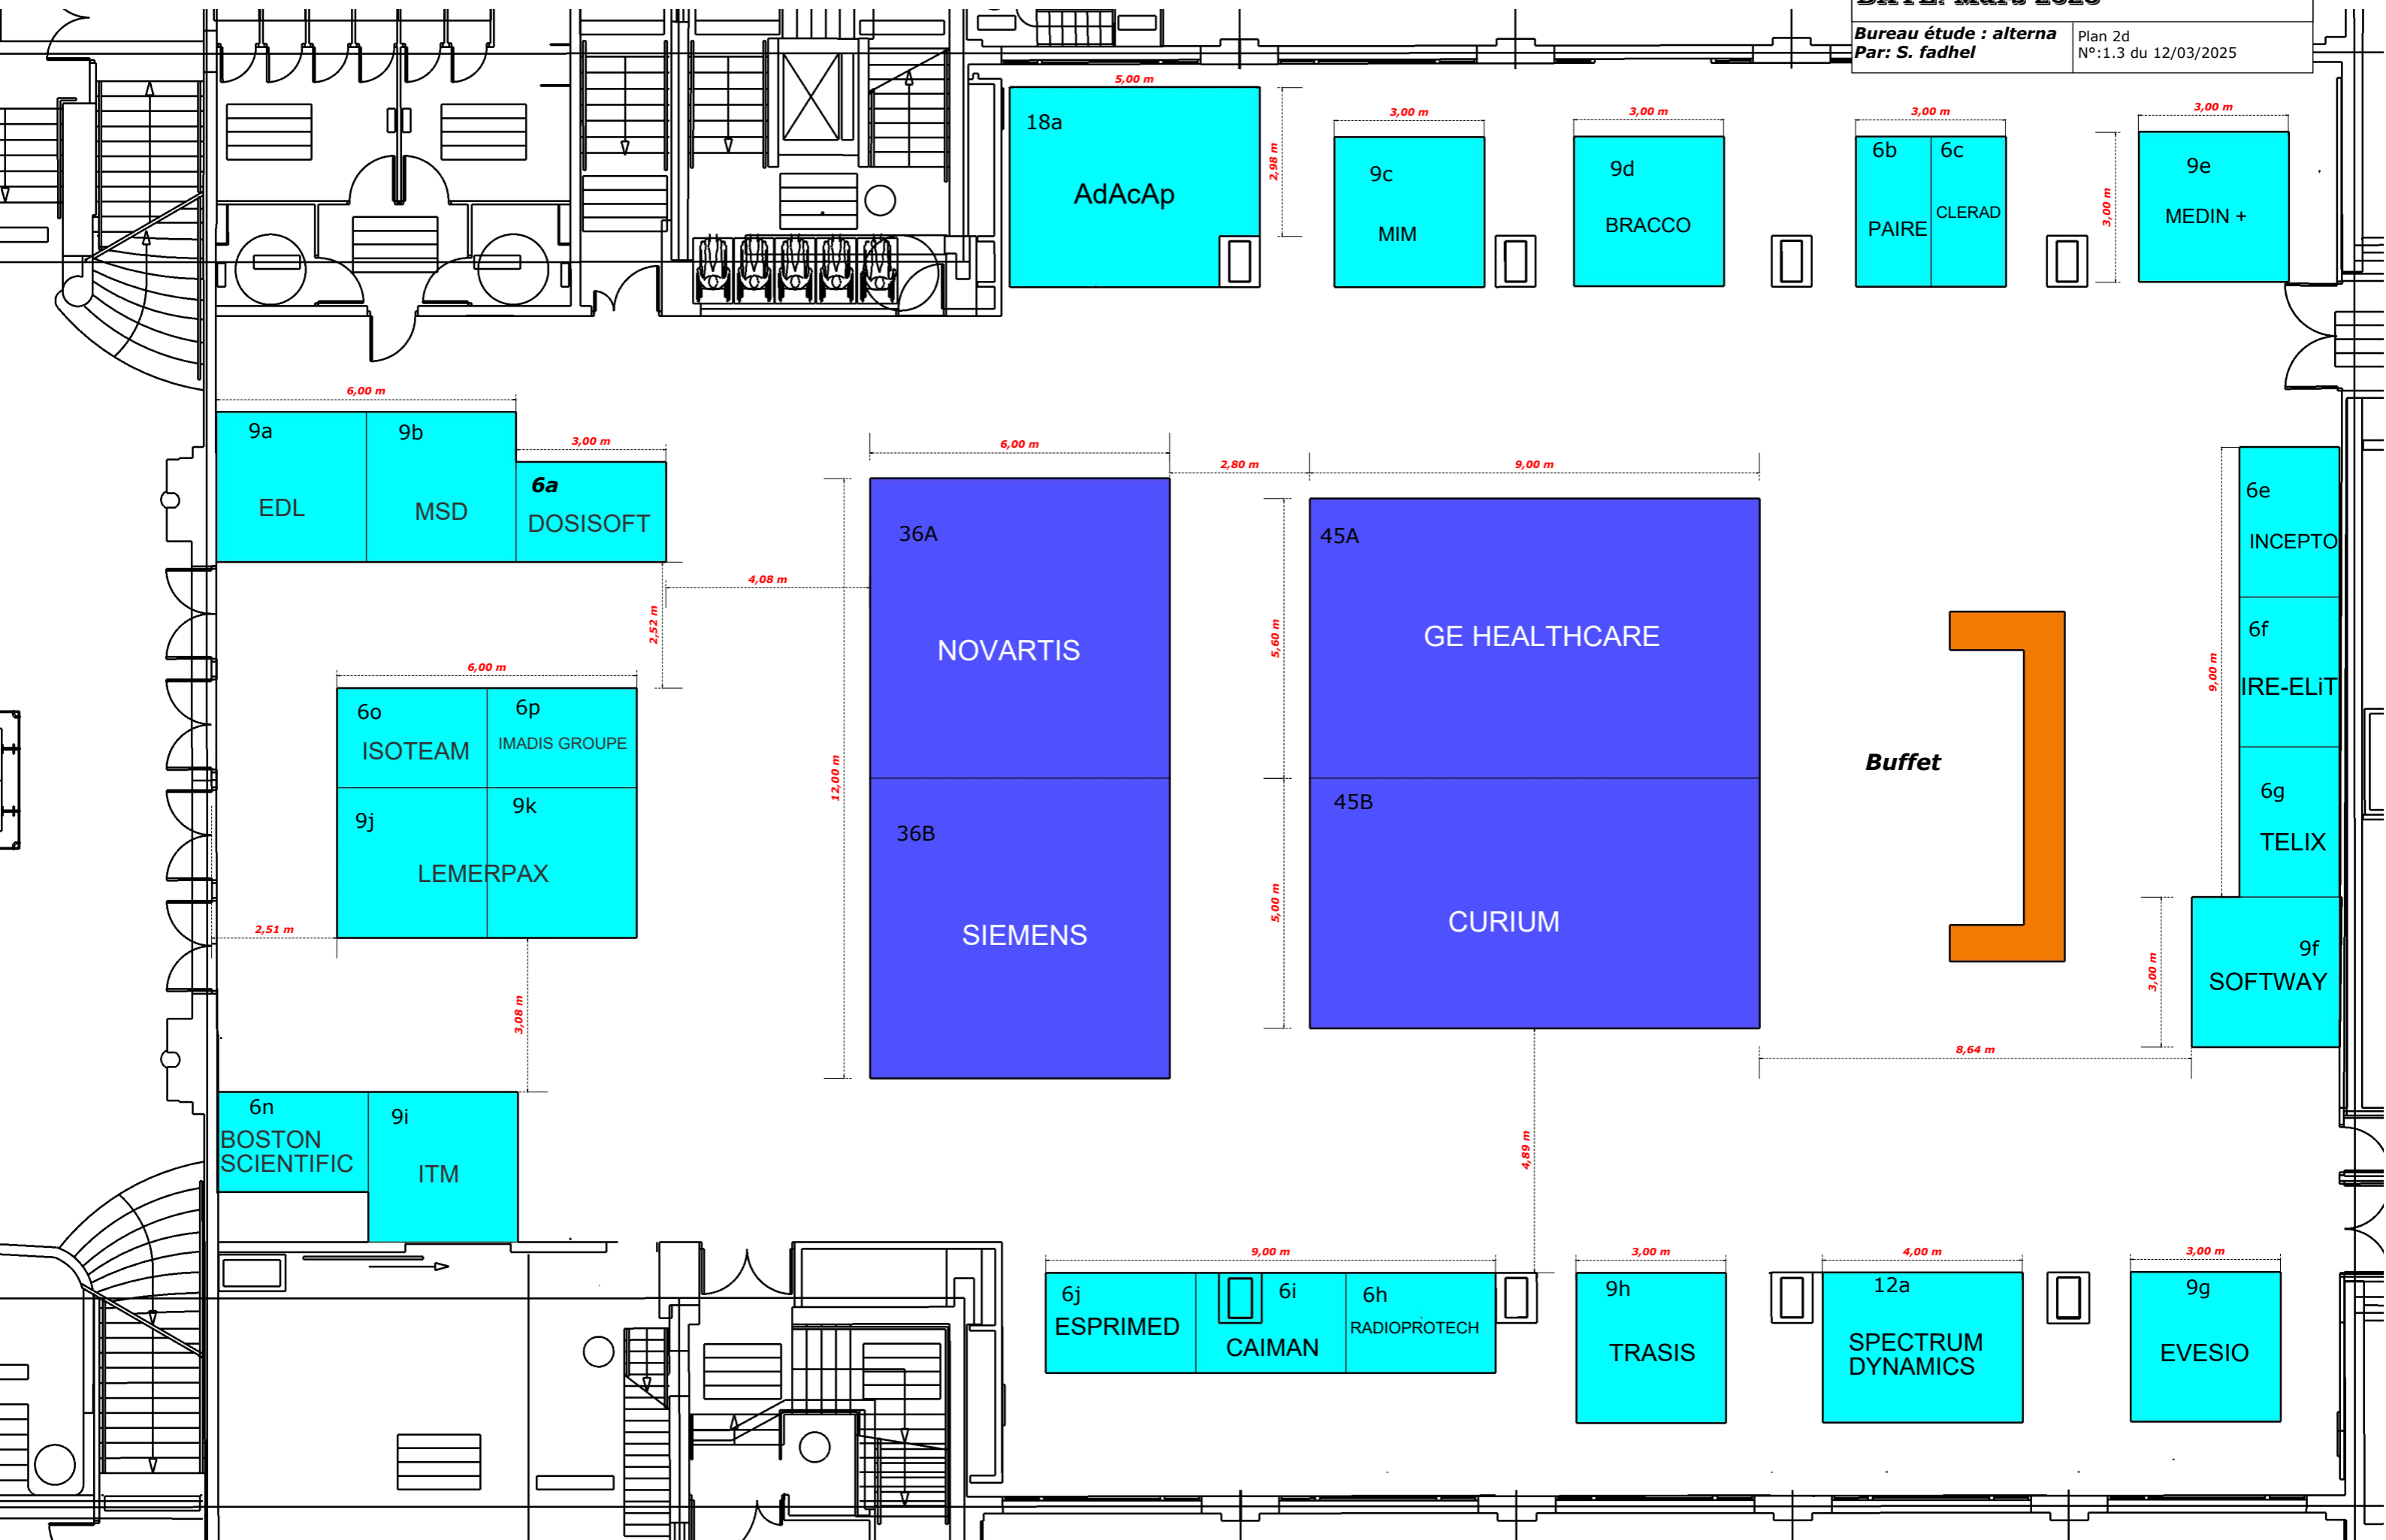 Bureau étude : alterna
Par: S. fadhel
Plan 2d
N°:1.3 du 12/03/2025
5,00 m
18a
AdAcAp
2,98 m
3,00 m
9c
MIM
3,00 m
9d
BRACCO
3,00 m
6b
6c
PAIRE
CLERAD
3,00 m
3,00 m
9e
MEDIN +
6,00 m
9a
9b
EDL
MSD
3,00 m
6a
DOSISOFT
2,52 m
4,08 m
6,00 m
36A
NOVARTIS
12,00 m
36B
SIEMENS
2,80 m
9,00 m
45A
GE HEALTHCARE
5,60 m
45B
CURIUM
5,00 m
Buffet
9,00 m
6e
INCEPTO
6f
IRE-ELiT
6g
TELIX
9f
SOFTWAY
3,00 m
8,64 m
6,00 m
6o
6p
ISOTEAM
IMADIS GROUPE
9j
9k
LEMERPAX
2,51 m
3,08 m
4,89 m
6n
BOSTON
SCIENTIFIC
9i
ITM
9,00 m
6j
ESPRIMED
6i
CAIMAN
6h
RADIOPROTECH
3,00 m
9h
TRASIS
4,00 m
12a
SPECTRUM
DYNAMICS
3,00 m
9g
EVESIO